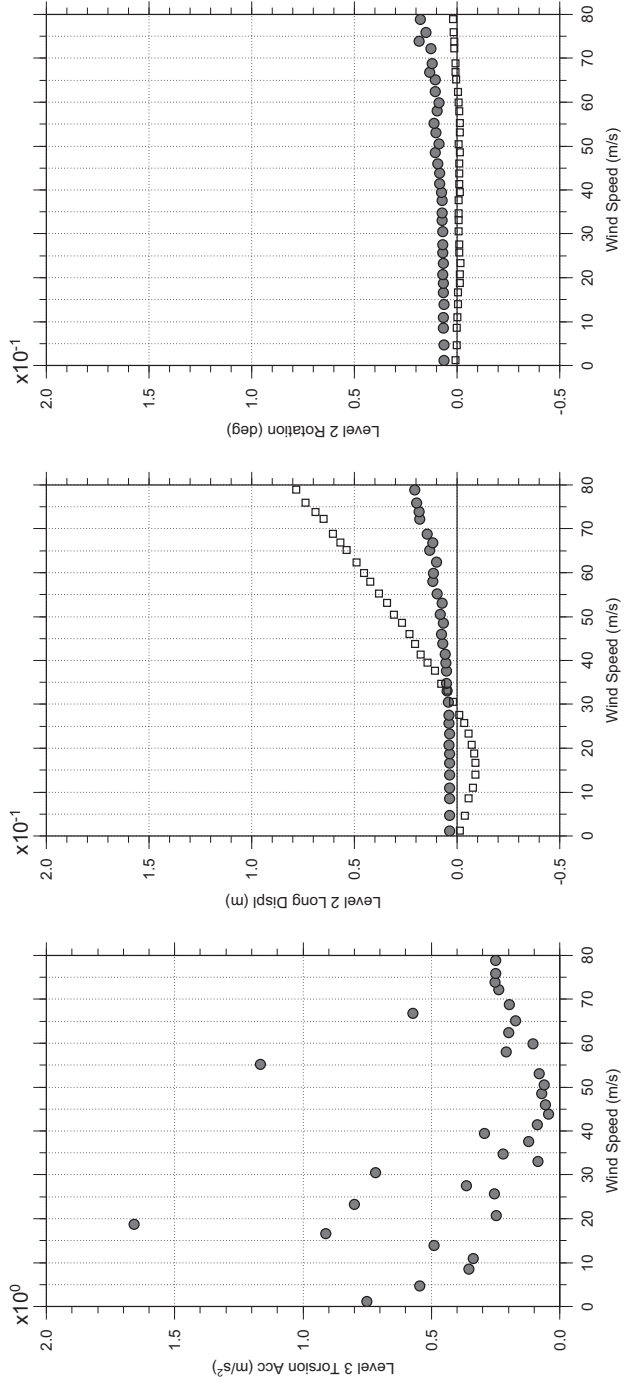 x10⁰
2.0
1.5
1.0
0.5
0.0
Level 3 Torsion Acc (m/s²)
0 10 20 30 40 50 60 70 80
Wind Speed (m/s)
x10⁻¹
2.0
1.5
1.0
0.5
0.0
-0.5
Level 2 Long Displ (m)
0 10 20 30 40 50 60 70 80
Wind Speed (m/s)
x10⁻¹
2.0
1.5
1.0
0.5
0.0
-0.5
Level 2 Rotation (deg)
0 10 20 30 40 50 60 70 80
Wind Speed (m/s)